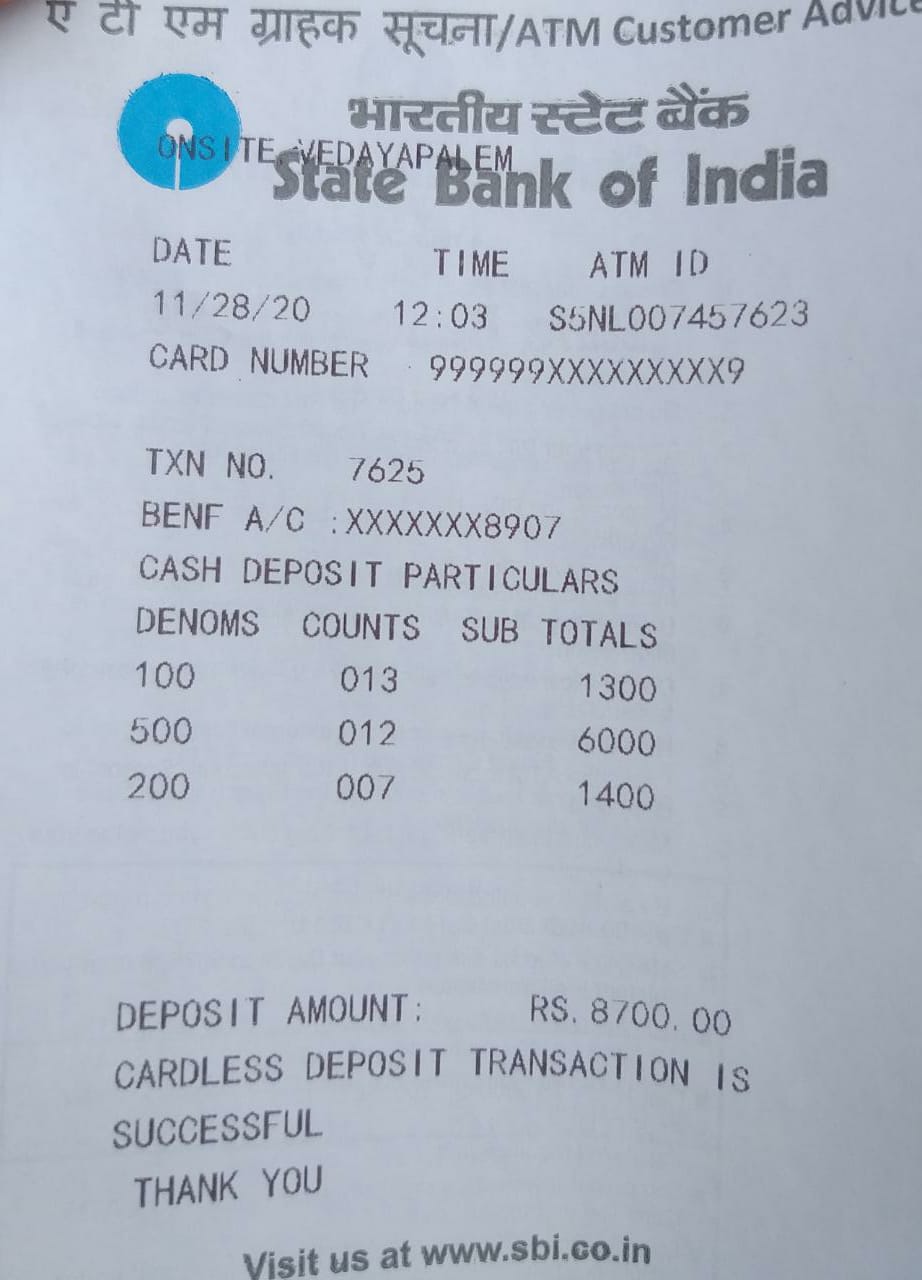 ए टी एम ग्राहक सूचना/ATM Customer Advice
भारतीय स्टेट बैंक
ONSITE, VEDAYAPALEM
State Bank of India
DATE TIME ATM ID
11/28/20 12:03 S5NL007457623
CARD NUMBER 999999XXXXXXXXX9
TXN NO. 7625
BENF A/C :XXXXXXX8907
CASH DEPOSIT PARTICULARS
DENOMS COUNTS SUB TOTALS
100 013 1300
500 012 6000
200 007 1400
DEPOSIT AMOUNT: RS. 8700.00
CARDLESS DEPOSIT TRANSACTION IS
SUCCESSFUL
THANK YOU
Visit us at www.sbi.co.in